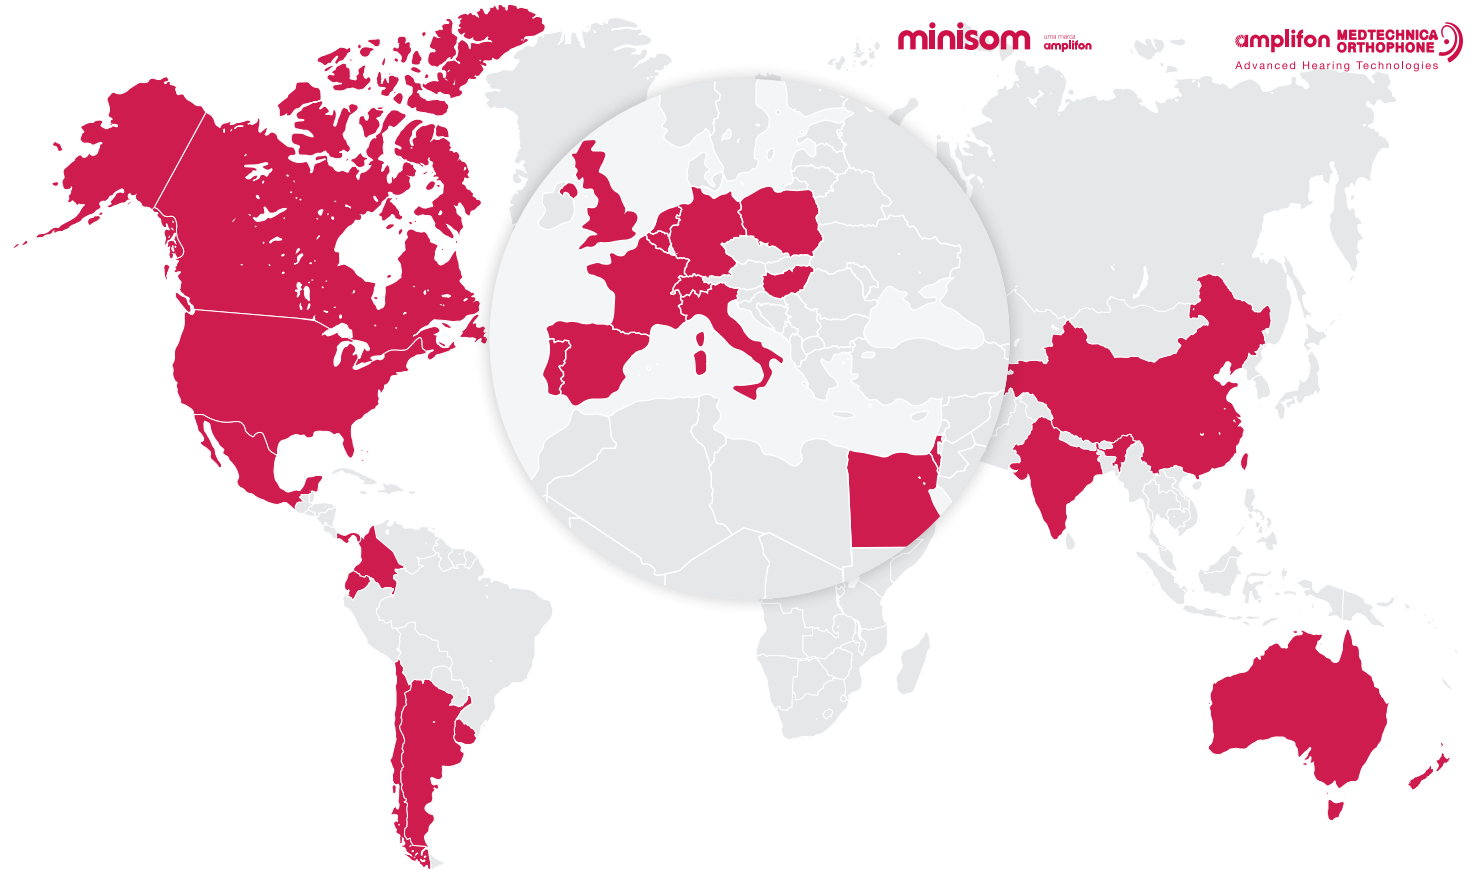 minisom
uma marca
amplifon
amplifon MEDTECHNICA
ORTHOPHONE
Advanced Hearing Technologies